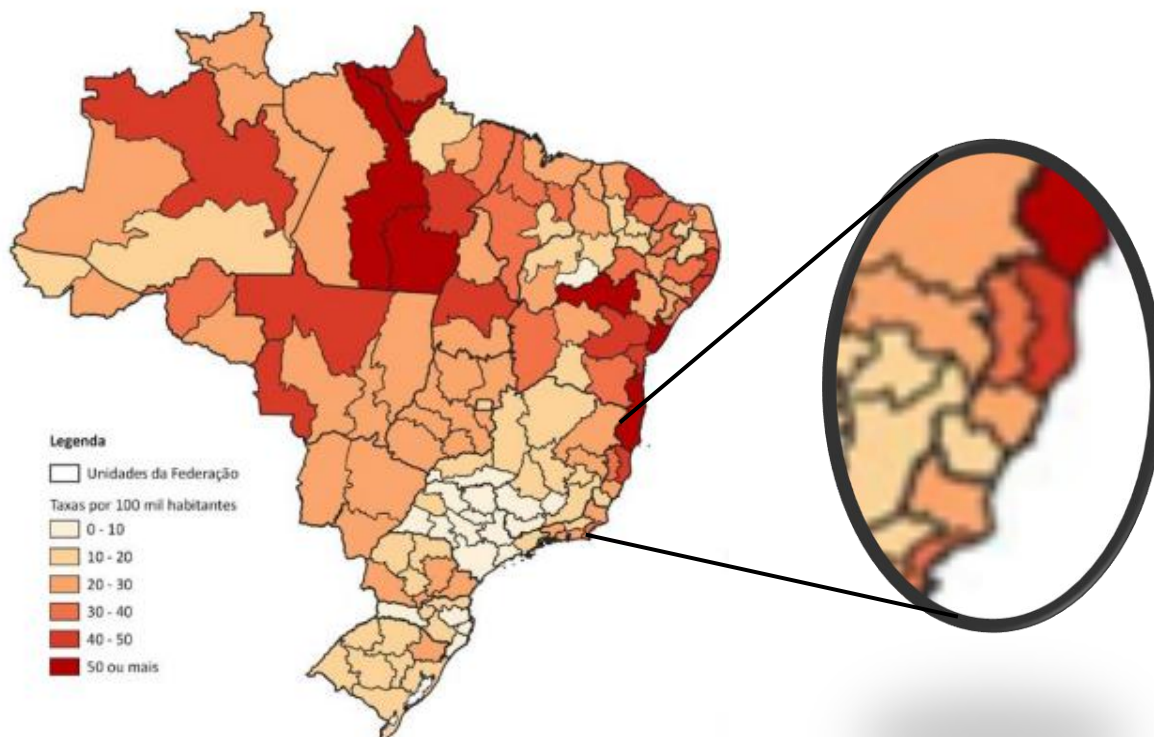 Legenda
Unidades da Federação
Taxas por 100 mil habitantes
0 - 10
10 - 20
20 - 30
30 - 40
40 - 50
50 ou mais